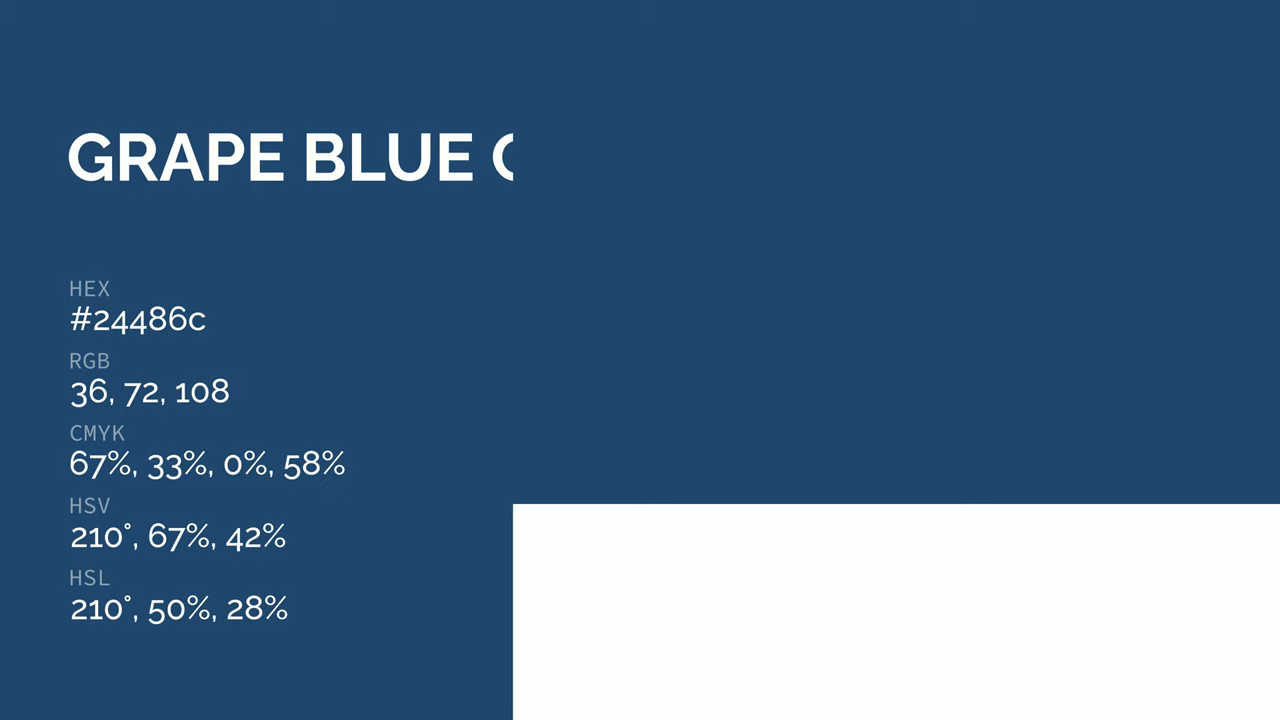 GRAPE BLUE
HEX
#24486c
RGB
36, 72, 108
CMYK
67%, 33%, 0%, 58%
HSV
210°, 67%, 42%
HSL
210°, 50%, 28%